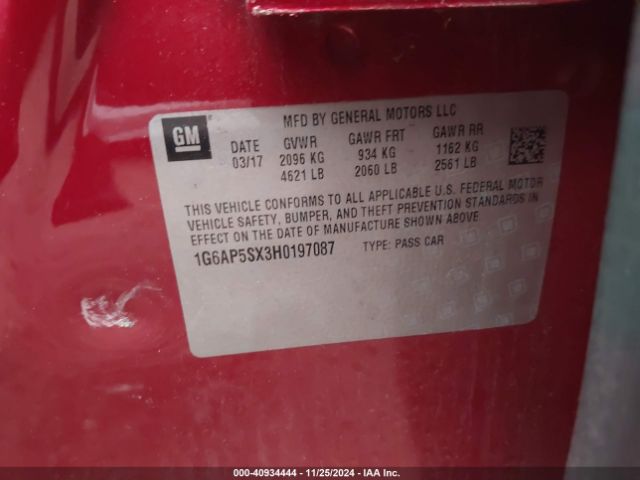 MFD BY GENERAL MOTORS LLC
GM
DATE GVWR GAWR FRT GAWR RR
03/17 2096 KG 934 KG 1162 KG
4621 LB 2060 LB 2561 LB
THIS VEHICLE CONFORMS TO ALL APPLICABLE U.S. FEDERAL MOTOR
VEHICLE SAFETY, BUMPER, AND THEFT PREVENTION STANDARDS IN
EFFECT ON THE DATE OF MANUFACTURE SHOWN ABOVE.
1G6AP5SX3H0197087 TYPE: PASS CAR
000-40934444 - 11/25/2024 - IAA Inc.